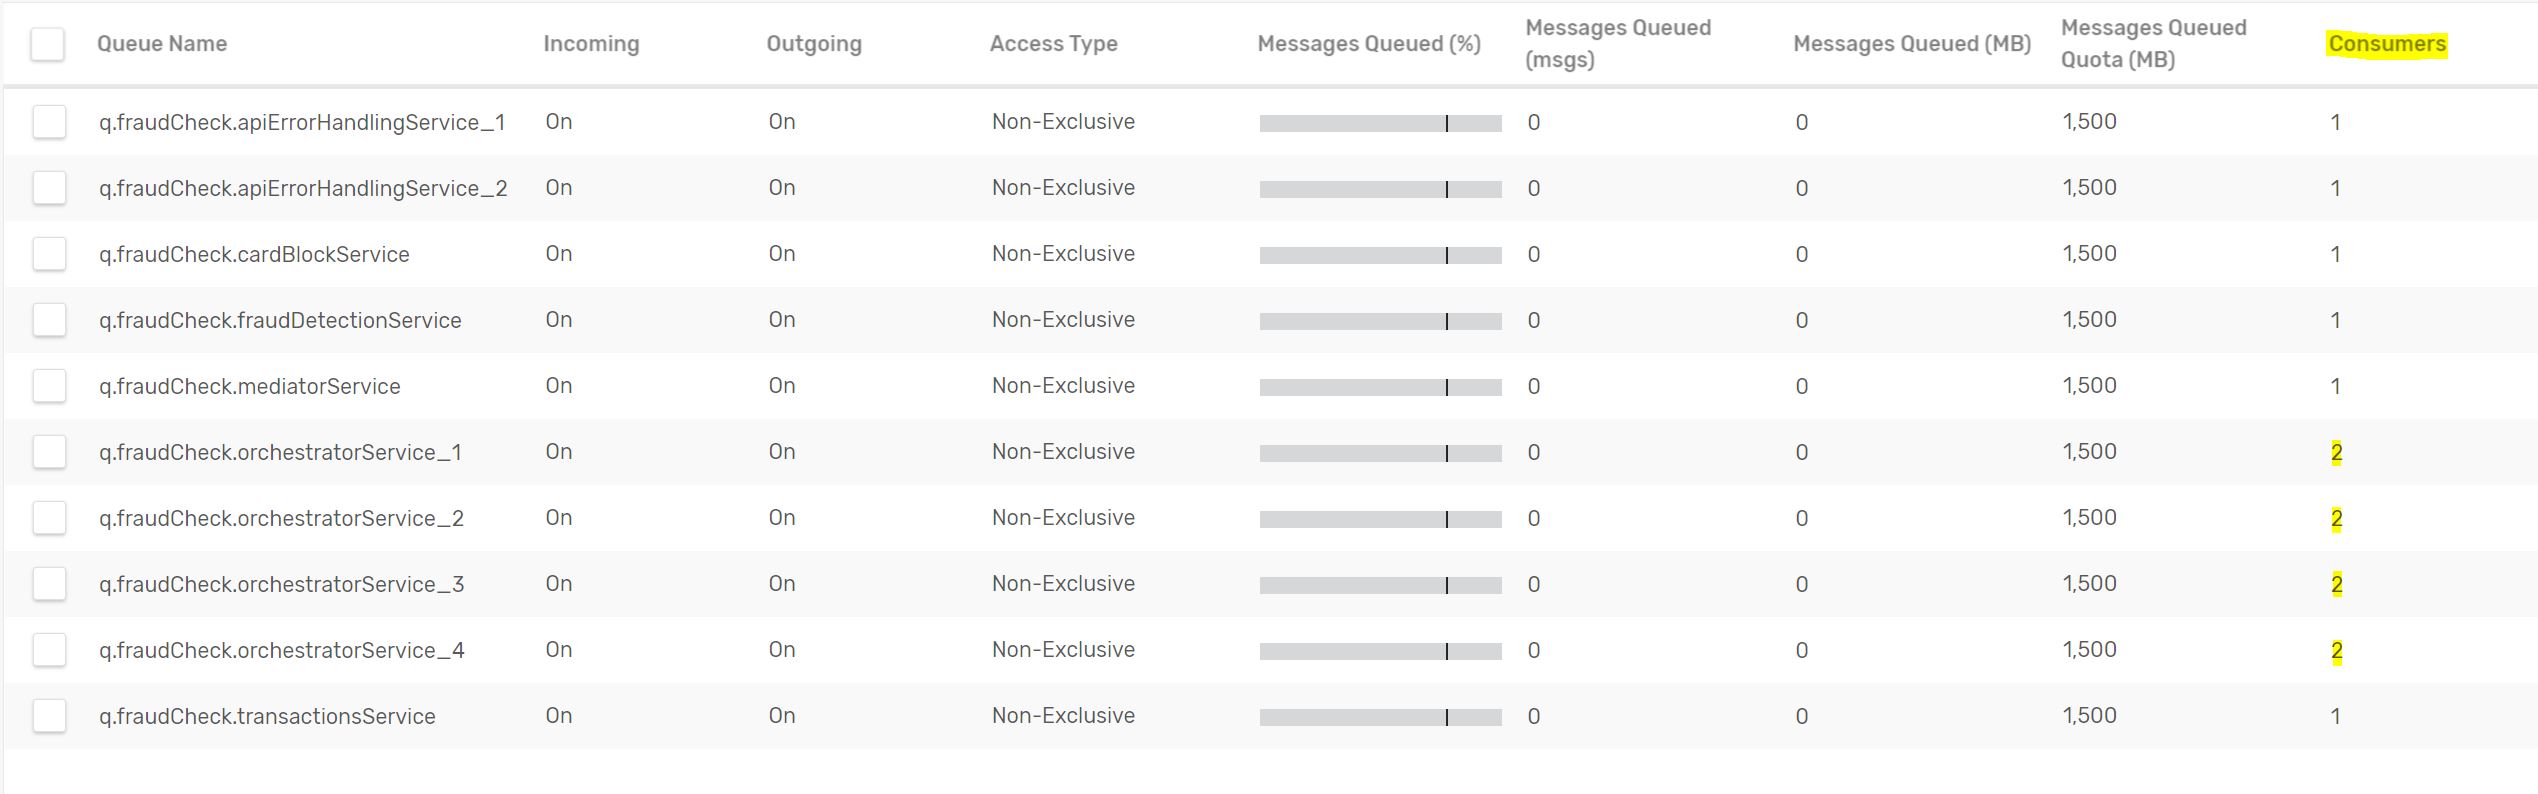 Queue Name Incoming Outgoing Access Type Messages Queued (%) Messages Queued (msgs) Messages Queued (MB) Messages Queued Quota (MB) Consumers
q.fraudCheck.apiErrorHandlingService_1 On On Non-Exclusive 0 0 1,500 1
q.fraudCheck.apiErrorHandlingService_2 On On Non-Exclusive 0 0 1,500 1
q.fraudCheck.cardBlockService On On Non-Exclusive 0 0 1,500 1
q.fraudCheck.fraudDetectionService On On Non-Exclusive 0 0 1,500 1
q.fraudCheck.mediatorService On On Non-Exclusive 0 0 1,500 1
q.fraudCheck.orchestratorService_1 On On Non-Exclusive 0 0 1,500 2
q.fraudCheck.orchestratorService_2 On On Non-Exclusive 0 0 1,500 2
q.fraudCheck.orchestratorService_3 On On Non-Exclusive 0 0 1,500 2
q.fraudCheck.orchestratorService_4 On On Non-Exclusive 0 0 1,500 2
q.fraudCheck.transactionsService On On Non-Exclusive 0 0 1,500 1